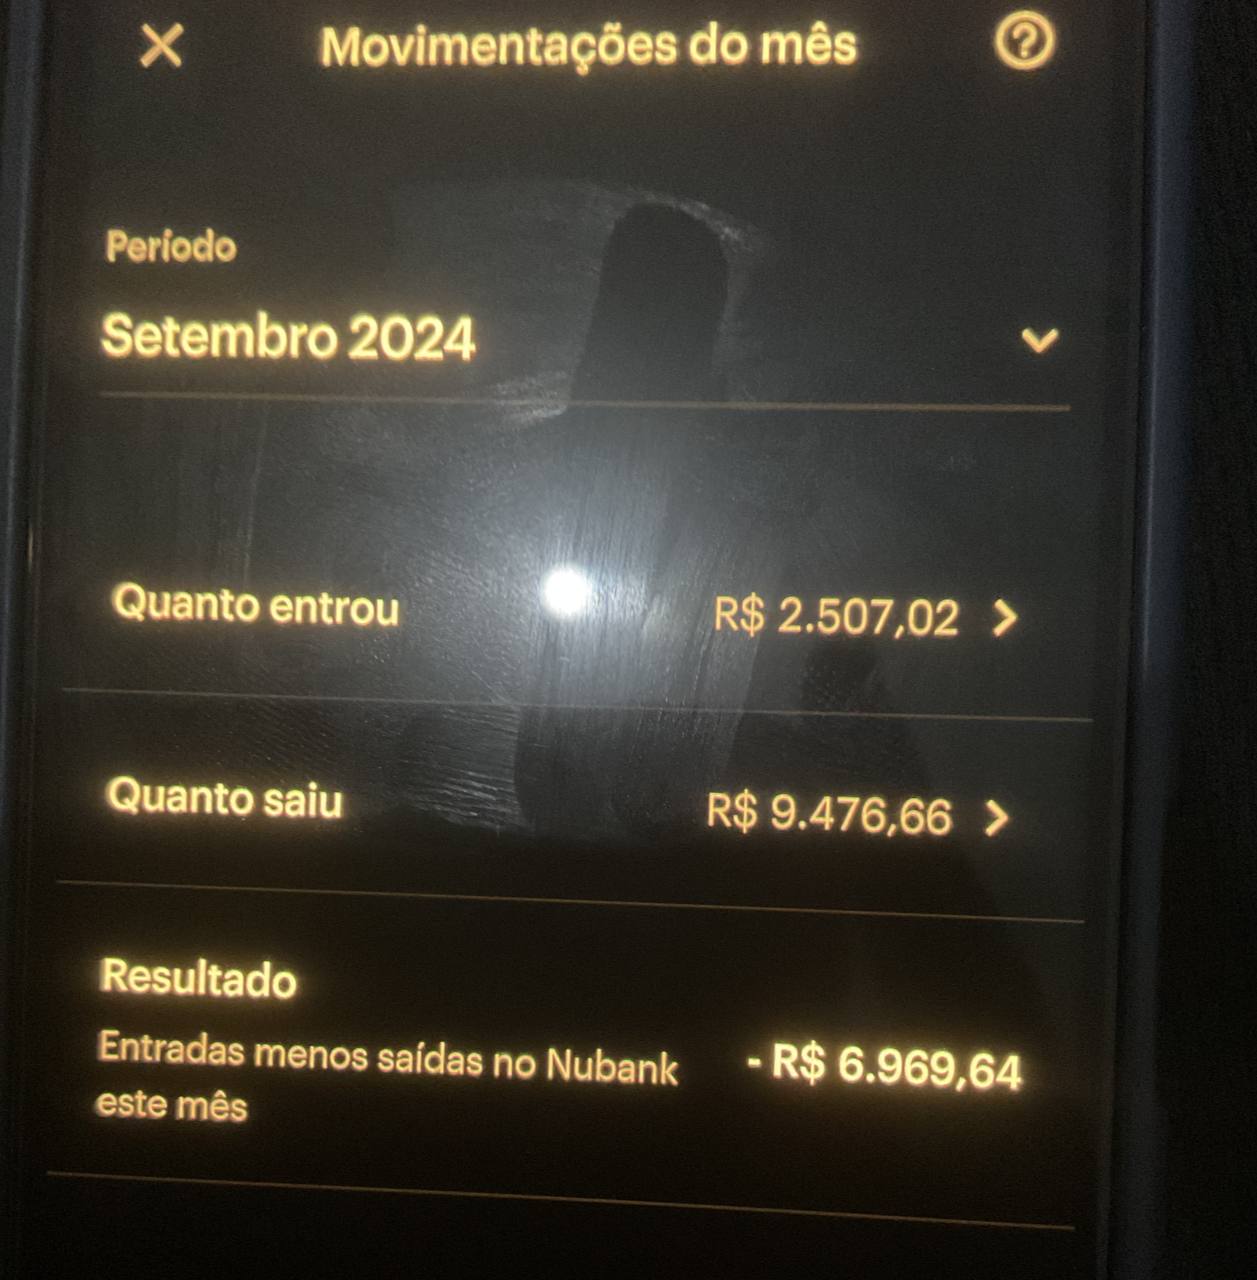 Movimentações do mês
Período
Setembro 2024
Quanto entrou R$ 2.507,02
Quanto saiu R$ 9.476,66
Resultado
Entradas menos saídas no Nubank - R$ 6.969,64
este mês